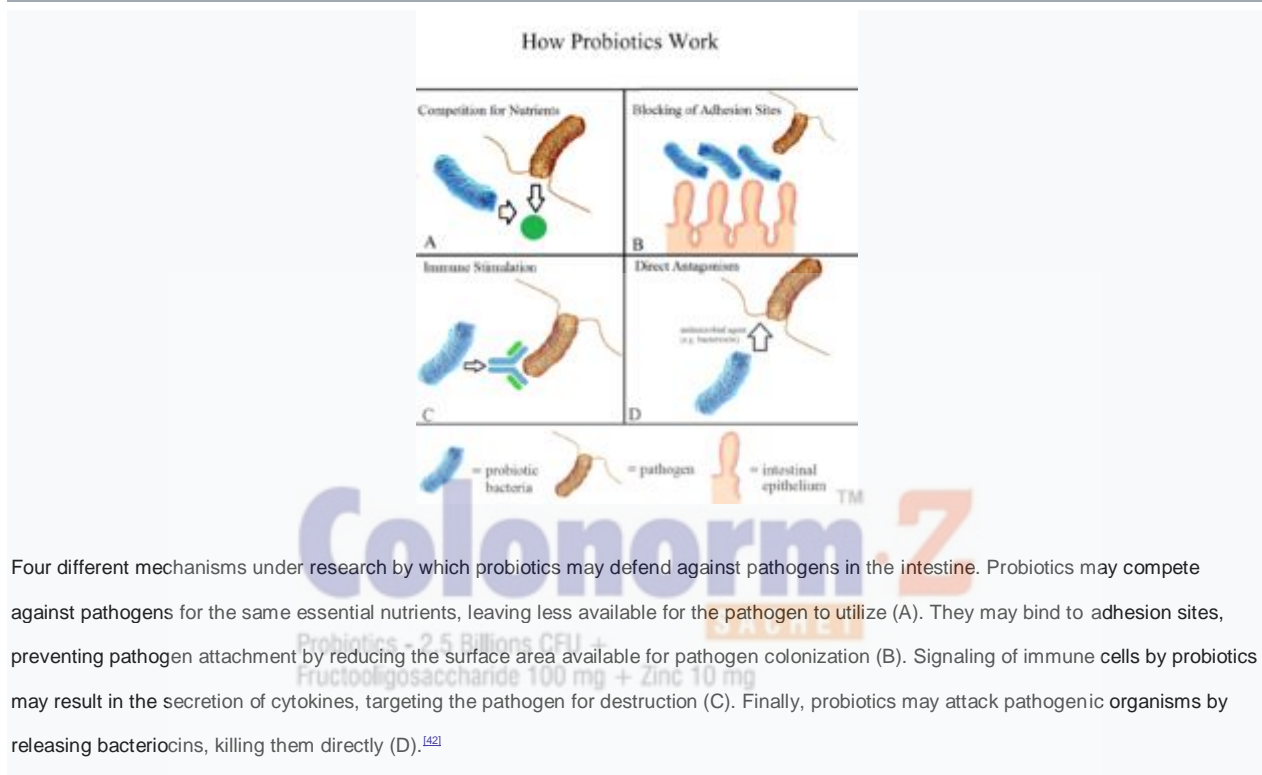 How Probiotics Work
Competition for Nutrients
Blocking of Adhesion Sites
A
B
Immune Stimulation
Direct Antagonism
antimicrobial agent
(e.g. bacteriocin)
C
D
= probiotic
bacteria
= pathogen
= intestinal
epithelium
Colonorm-Z
TM
Four different mechanisms under research by which probiotics may defend against pathogens in the intestine. Probiotics may compete
against pathogens for the same essential nutrients, leaving less available for the pathogen to utilize (A). They may bind to adhesion sites,
SACHET
preventing pathogen attachment by reducing the surface area available for pathogen colonization (B). Signaling of immune cells by probiotics
Probiotics - 2.5 Billions CFU +
Fructooligosaccharide 100 mg + Zinc 10 mg
may result in the secretion of cytokines, targeting the pathogen for destruction (C). Finally, probiotics may attack pathogenic organisms by
releasing bacteriocins, killing them directly (D).[42]